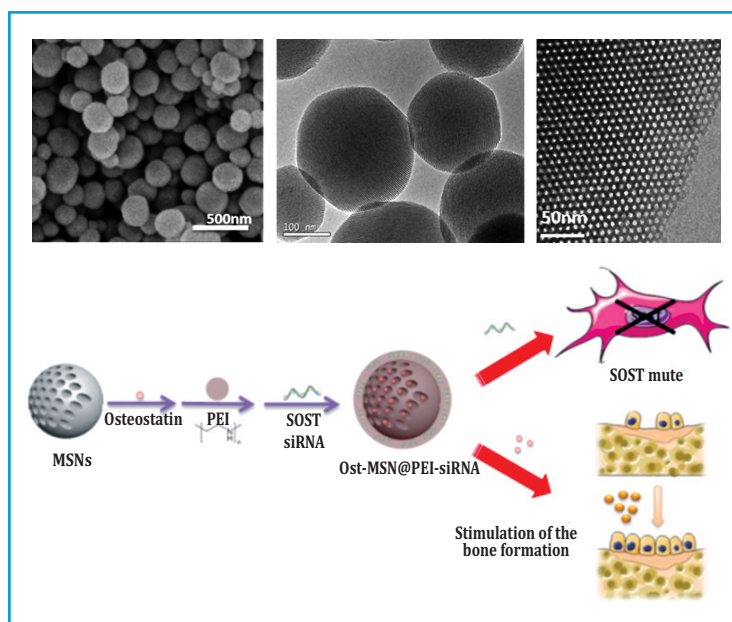 500nm
100 nm
50nm
MSNs
Osteostatin
PEI
N
H
n
SOST
siRNA
Ost-MSN@PEI-siRNA
SOST mute
Stimulation of the
bone formation